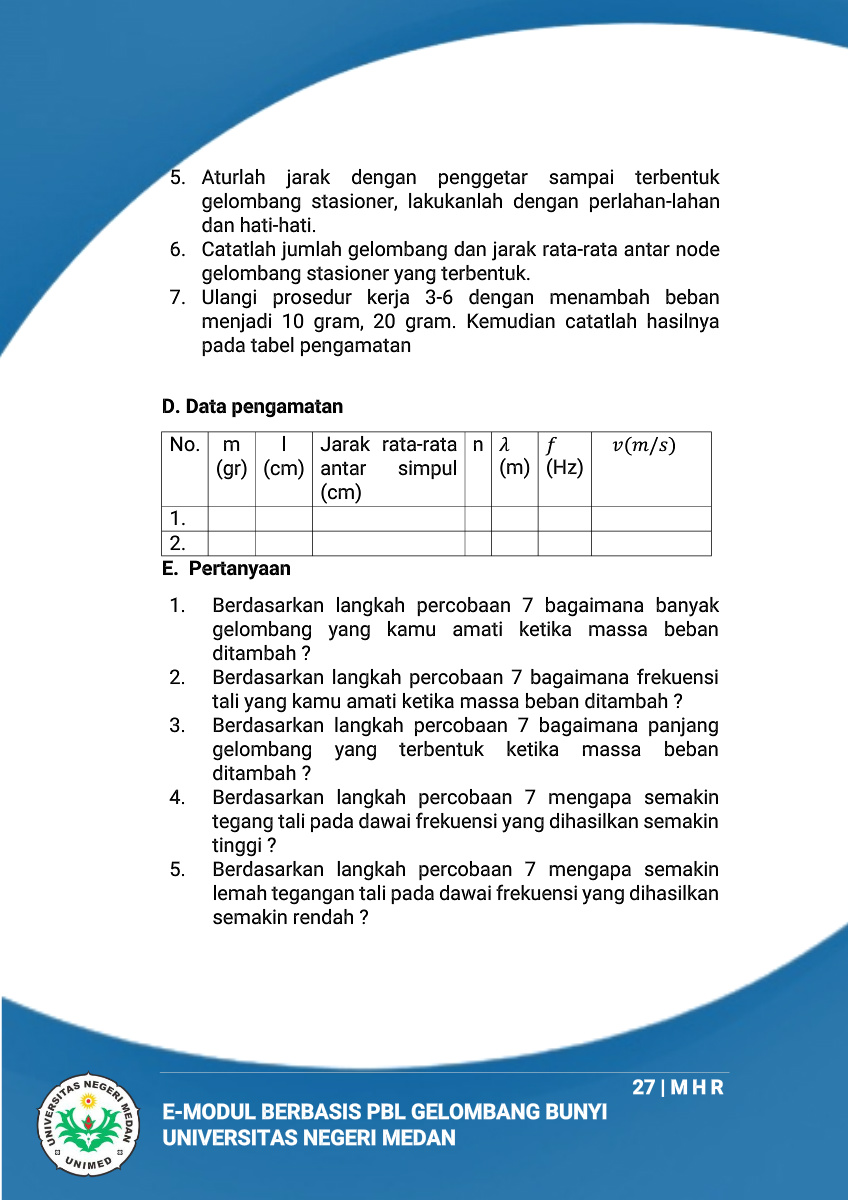 5. Aturlah jarak dengan penggetar sampai terbentuk
gelombang stasioner, lakukanlah dengan perlahan-lahan
dan hati-hati.
6. Catatlah jumlah gelombang dan jarak rata-rata antar node
gelombang stasioner yang terbentuk.
7. Ulangi prosedur kerja 3-6 dengan menambah beban
menjadi 10 gram, 20 gram. Kemudian catatlah hasilnya
pada tabel pengamatan
D. Data pengamatan
No. m l Jarak rata-rata n λ f v(m/s)
(gr) (cm) antar simpul (m) (Hz)
(cm)
1.
2.
E. Pertanyaan
1. Berdasarkan langkah percobaan 7 bagaimana banyak
gelombang yang kamu amati ketika massa beban
ditambah ?
2. Berdasarkan langkah percobaan 7 bagaimana frekuensi
tali yang kamu amati ketika massa beban ditambah ?
3. Berdasarkan langkah percobaan 7 bagaimana panjang
gelombang yang terbentuk ketika massa beban
ditambah ?
4. Berdasarkan langkah percobaan 7 mengapa semakin
tegang tali pada dawai frekuensi yang dihasilkan semakin
tinggi ?
5. Berdasarkan langkah percobaan 7 mengapa semakin
lemah tegangan tali pada dawai frekuensi yang dihasilkan
semakin rendah ?
27 | M H R
E-MODUL BERBASIS PBL GELOMBANG BUNYI
UNIVERSITAS NEGERI MEDAN
UNIVERSITAS NEGERI MEDAN
UNIMED